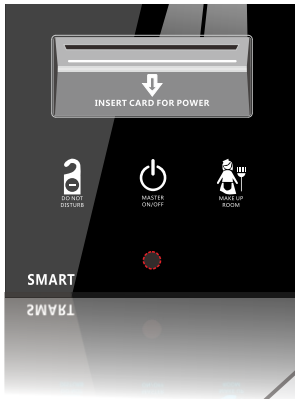 INSERT CARD FOR POWER
DO NOT
DISTURB
MASTER
ON/OFF
MAKE UP
ROOM
SMART